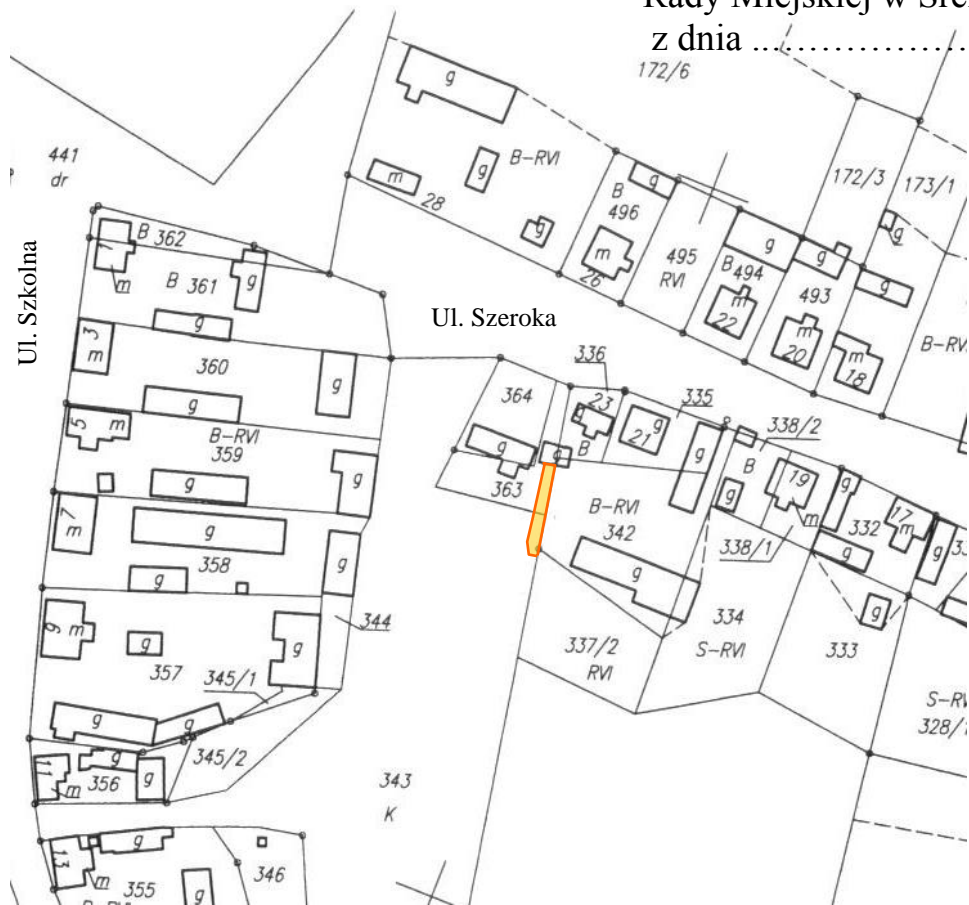 Rady Miejskiej w Śre
z dnia ...................
172/6
441
dr
B-RVI
172/3
173/1
g
g
m
28
B
496
g
g
m
26
g
495
RVI
g
B
494
m
22
g
493
m
20
g
m
18
B-RV
Ul. Szkolna
B 362
1
m
B 361
g
g
Ul. Szeroka
3
m
360
g
g
336
335
364
23
g
B
g
21
g
338/2
5
m
B-RVI
359
g
g
g
g
363
B
g
19
m
g
17
m
332
g
g
B-RVI
342
g
338/1
7
m
g
358
g
g
344
9
m
g
357
g
345/1
334
S-RVI
g
333
337/2
RVI
g
g
345/2
S-RV
328/1
11
m
356
g
g
343
K
13
m
g
355
B-RVI
g
346